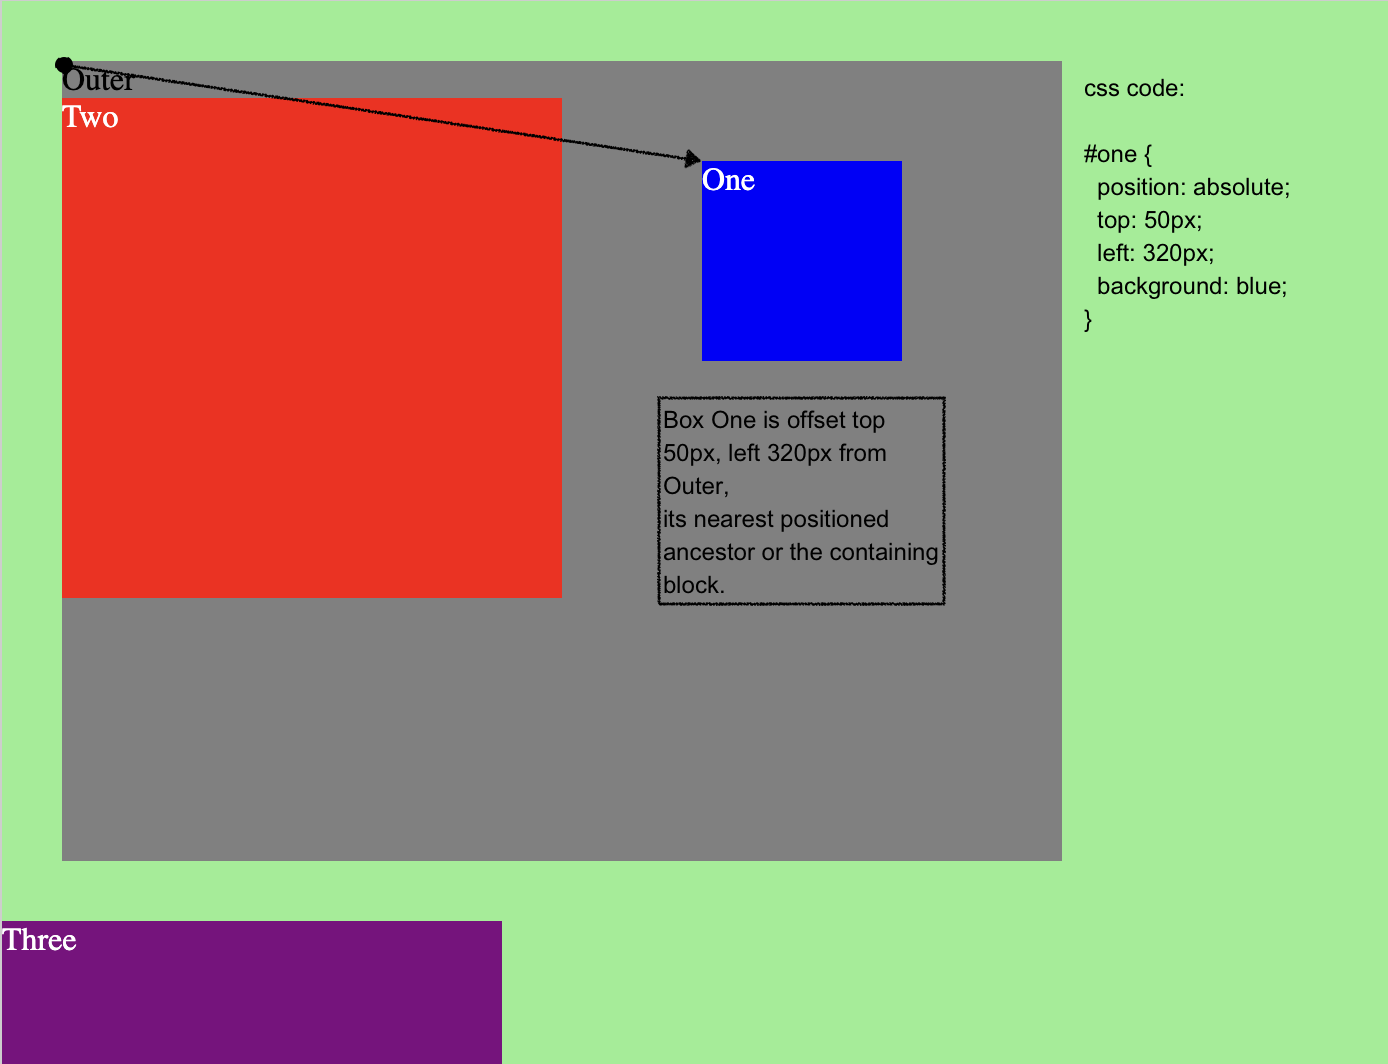 Outer
Two
One
Box One is offset top
50px, left 320px from
Outer,
its nearest positioned
ancestor or the containing
block.
Three
css code:
#one {
position: absolute;
top: 50px;
left: 320px;
background: blue;
}